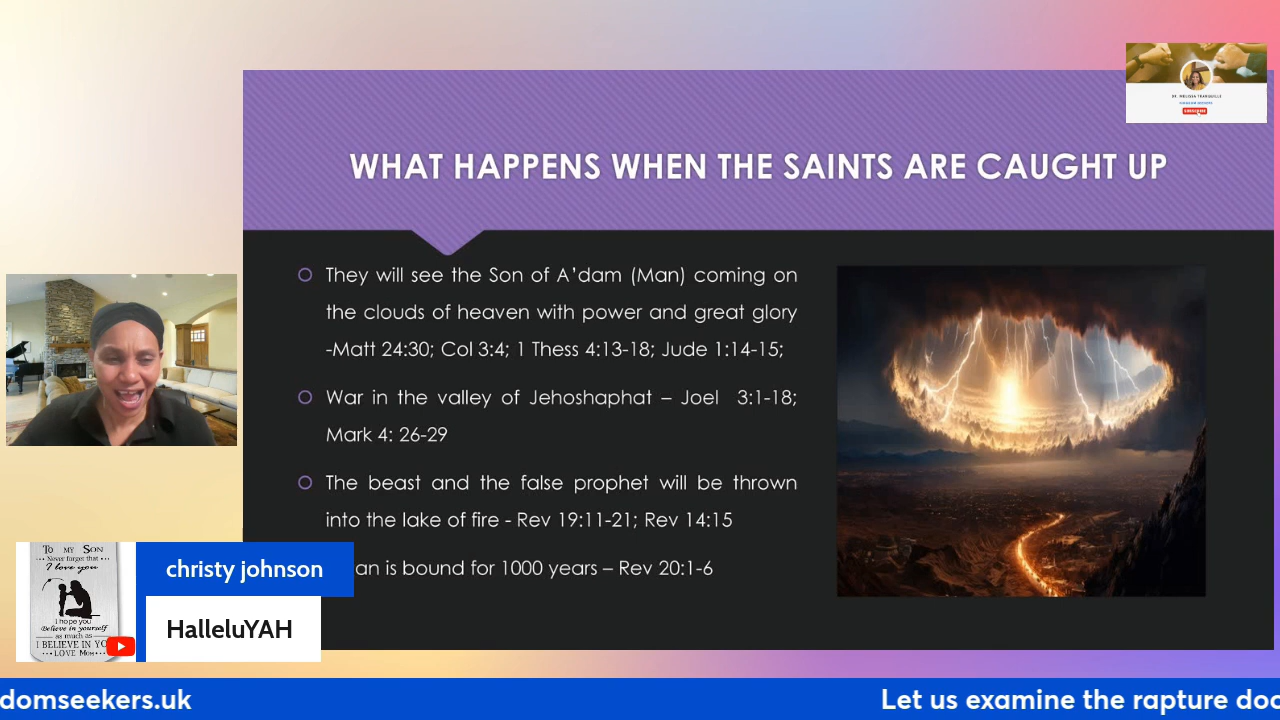 DR. MELISSA TRANQUILLE
KINGDOM SEEKERS
SUBSCRIBE
WHAT HAPPENS WHEN THE SAINTS ARE CAUGHT UP
They will see the Son of A'dam (Man) coming on
the clouds of heaven with power and great glory
-Matt 24:30; Col 3:4; 1 Thess 4:13-18; Jude 1:14-15;
War in the valley of Jehoshaphat – Joel 3:1-18;
Mark 4: 26-29
The beast and the false prophet will be thrown
into the lake of fire - Rev 19:11-21; Rev 14:15
an is bound for 1000 years – Rev 20:1-6
TO MY SON
Never forget that
I love you
I hope you
Believe in yourself
as much as
I BELIEVE IN YO
LOVE MOM
christy johnson
HalleluYAH
domseekers.uk
Let us examine the rapture doc